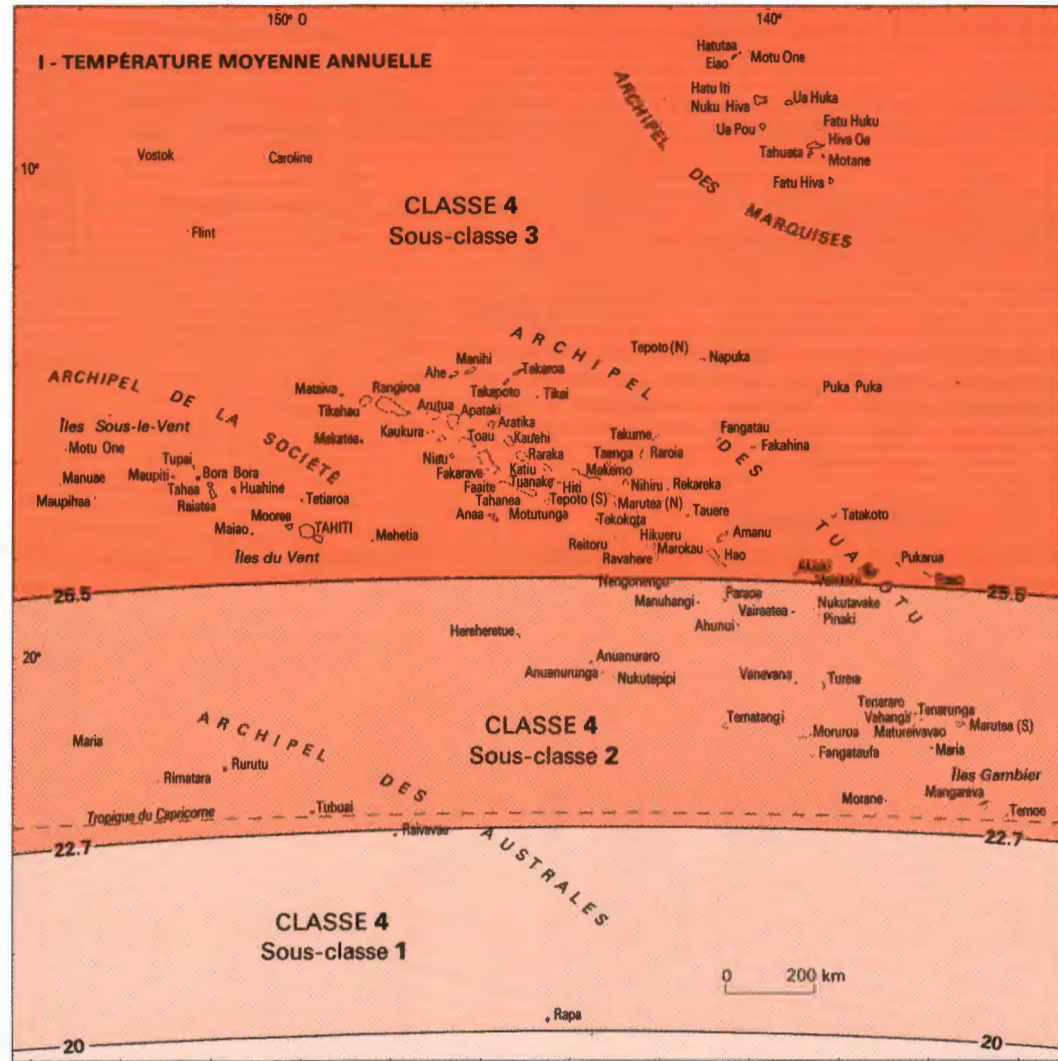 150° 0
140°
I - TEMPÉRATURE MOYENNE ANNUELLE
Hatutaa
Eiao
Motu One
Hatu Iti
Nuku Hiva
Ua Huka
Ua Pou
Fatu Huku
Hiva Oa
Tahuata
Motane
Fatu Hiva
ARCHIPEL DES MARQUISES
10°
Vostok
Caroline
Flint
CLASSE 4
Sous-classe 3
ARCHIPEL DES TUAMOTU
Tepoto (N)
Napuka
Puka Puka
Manihi
Ahe
Takaroa
Takapoto
Tikei
Mataiva
Rangiroa
Tikehau
Arutua
Apataki
Aratika
Makatea
Kaukura
Toau
Kauehi
Takume
Fangatau
Fakahina
Niau
Raraka
Taenga
Raroia
Fakarava
Katiu
Makemo
Faaite
Tuanake
Hiti
Nihiru
Rekareka
Tahanea
Tepoto (S)
Marutea (N)
Anaa
Motutunga
Tekokota
Tauere
Tatakoto
Hikueru
Amanu
Reitoru
Marokau
Ravahere
Hao
Pukarua
ARCHIPEL DE LA SOCIÉTÉ
Îles Sous-le-Vent
Motu One
Tupai
Manuae
Maupiti
Bora Bora
Tahaa
Huahine
Maupihaa
Raiatea
Tetiaroa
Moorea
Maiao
TAHITI
Mehetia
Îles du Vent
25.5
25.5
Nengonengu
Manuhangi
Paraoa
Vairaatea
Nukutavake
Pinaki
Ahunui
Hereheretue
20°
Anuanuraro
Anuanurunga
Nukutepipi
Vanavana
Tureia
CLASSE 4
Sous-classe 2
Tematangi
Tenararo
Vahanga
Tenarunga
Marutea (S)
Moruroa
Matureivavao
Fangataufa
Maria
Îles Gambier
Morane
Mangareva
Temoe
ARCHIPEL DES AUSTRALES
Maria
Rurutu
Rimatara
Tropique du Capricorne
Tubuai
Raivavae
22.7
22.7
CLASSE 4
Sous-classe 1
0 200 km
Rapa
20
20